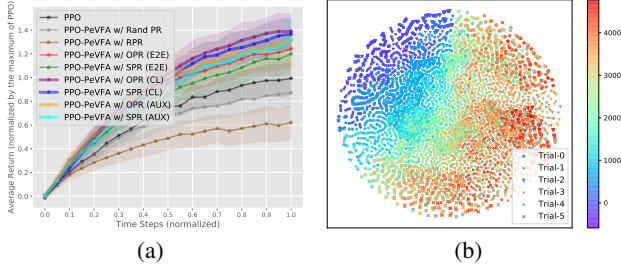 Average Return (normalized by the maximum of PPO)
1.4
1.2
1.0
0.8
0.6
0.4
0.2
0.0
PPO
PPO-PeVFA w/ Rand PR
PPO-PeVFA w/ RPR
PPO-PeVFA w/ OPR (E2E)
PPO-PeVFA w/ SPR (E2E)
PPO-PeVFA w/ OPR (CL)
PPO-PeVFA w/ SPR (CL)
PPO-PeVFA w/ OPR (AUX)
PPO-PeVFA w/ SPR (AUX)
0.0 0.1 0.2 0.3 0.4 0.5 0.6 0.7 0.8 0.9 1.0
Time Steps (normalized)
(a)
Trial-0
Trial-1
Trial-2
Trial-3
Trial-4
Trial-5
4000
3000
2000
1000
0
(b)